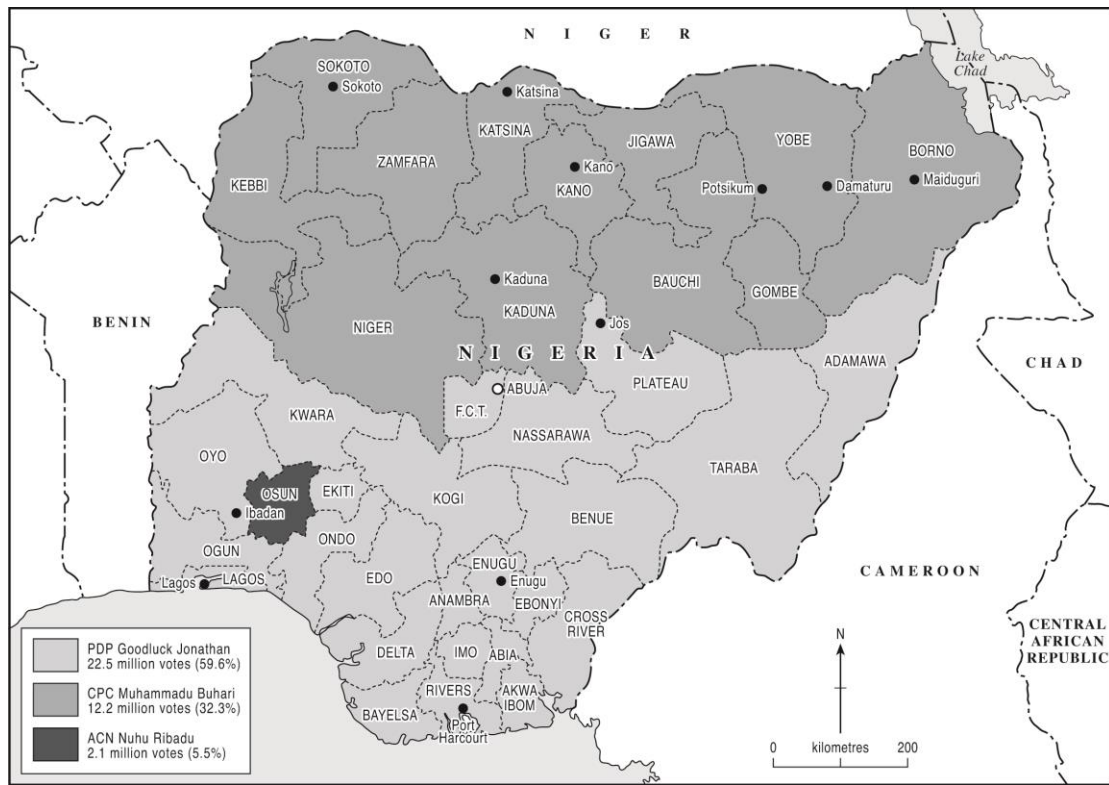 N I G E R
Lake
Chad
SOKOTO
Sokoto
Katsina
KATSINA
ZAMFARA
KEBBI
Kano
KANO
JIGAWA
YOBE
BORNO
Potsikum
Damaturu
Maiduguri
Kaduna
KADUNA
BAUCHI
GOMBE
BENIN
NIGER
Jos
N I G E R I A
ADAMAWA
CHAD
ABUJA
F.C.T.
PLATEAU
KWARA
NASSARAWA
OYO
TARABA
OSUN
EKITI
KOGI
Ibadan
BENUE
ONDO
OGUN
ENUGU
Enugu
Lagos
LAGOS
EDO
ANAMBRA
EBONYI
CROSS
RIVER
CAMEROON
CENTRAL
AFRICAN
REPUBLIC
DELTA
IMO
ABIA
RIVERS
AKWA
IBOM
BAYELSA
Port
Harcourt
PDP Goodluck Jonathan
22.5 million votes (59.6%)
CPC Muhammadu Buhari
12.2 million votes (32.3%)
ACN Nuhu Ribadu
2.1 million votes (5.5%)
N
0 kilometres 200